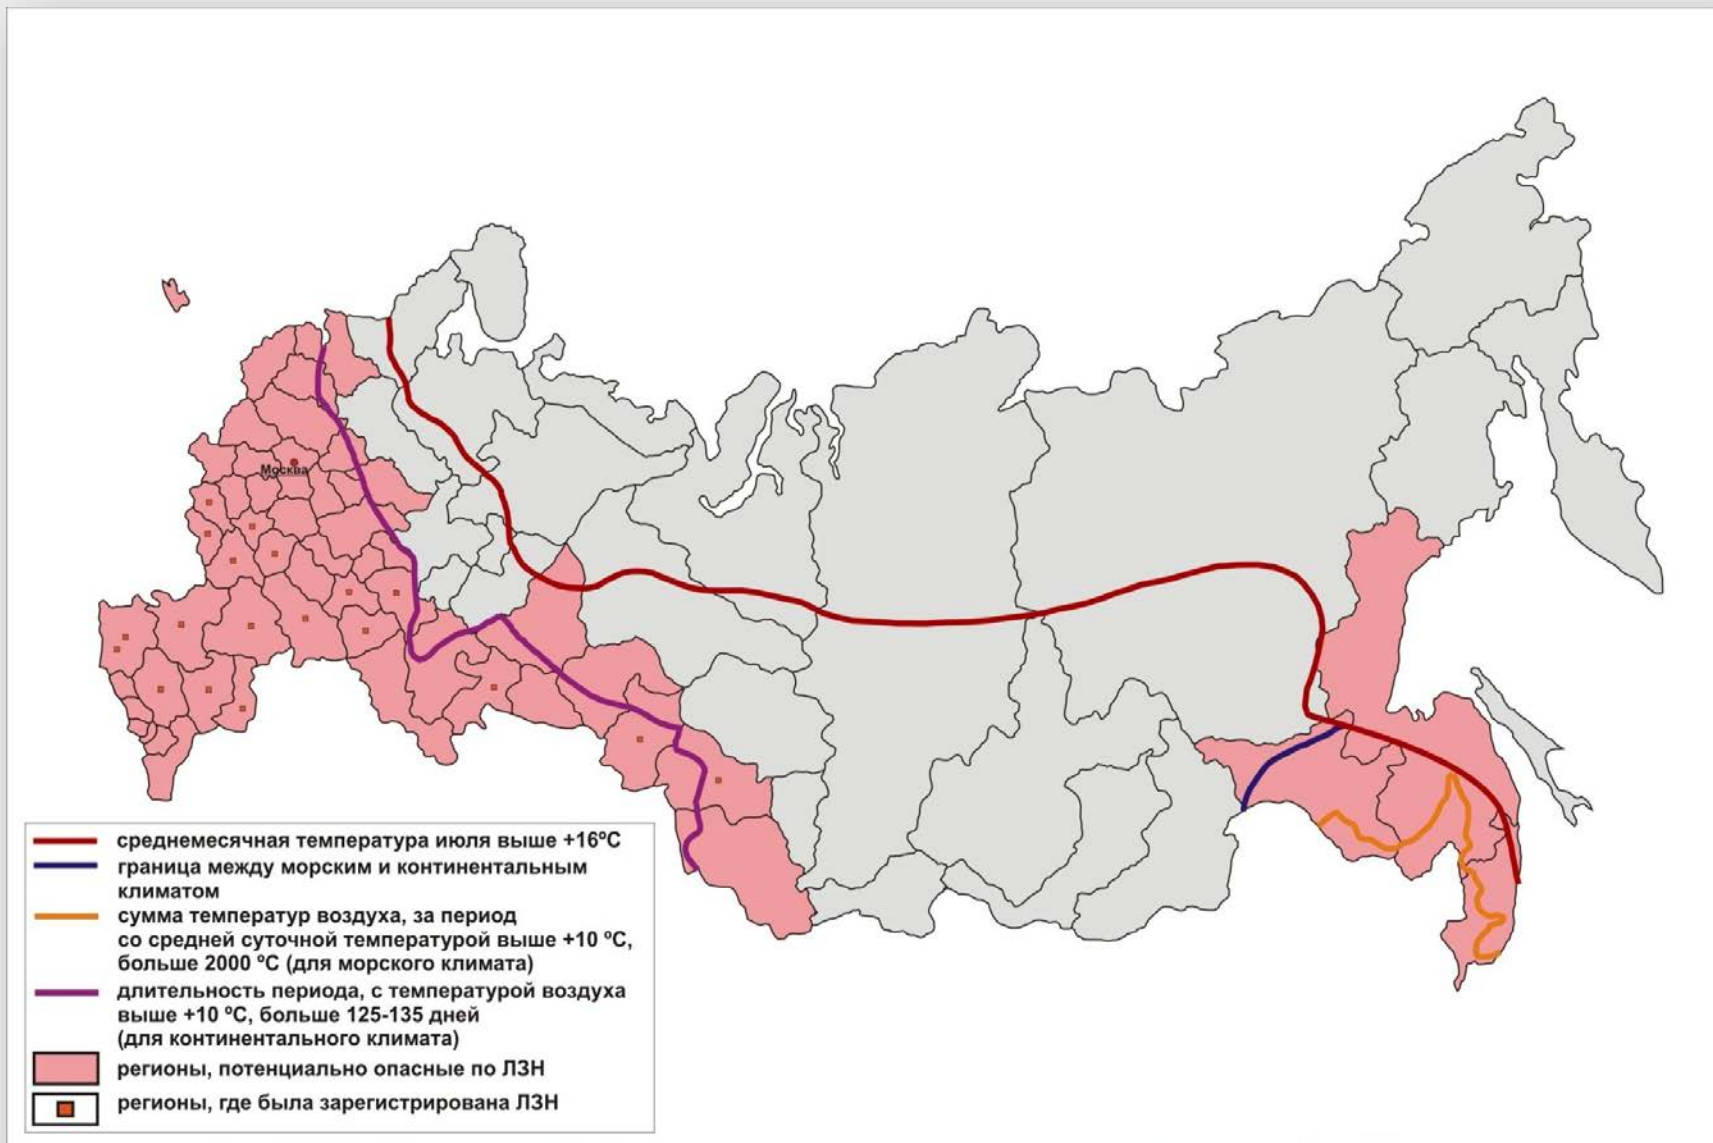 Москва
среднемесячная температура июля выше +16ºС
граница между морским и континентальным
климатом
сумма температур воздуха, за период
со средней суточной температурой выше +10 ºС,
больше 2000 ºС (для морского климата)
длительность периода, с температурой воздуха
выше +10 ºС, больше 125-135 дней
(для континентального климата)
регионы, потенциально опасные по ЛЗН
регионы, где была зарегистрирована ЛЗН